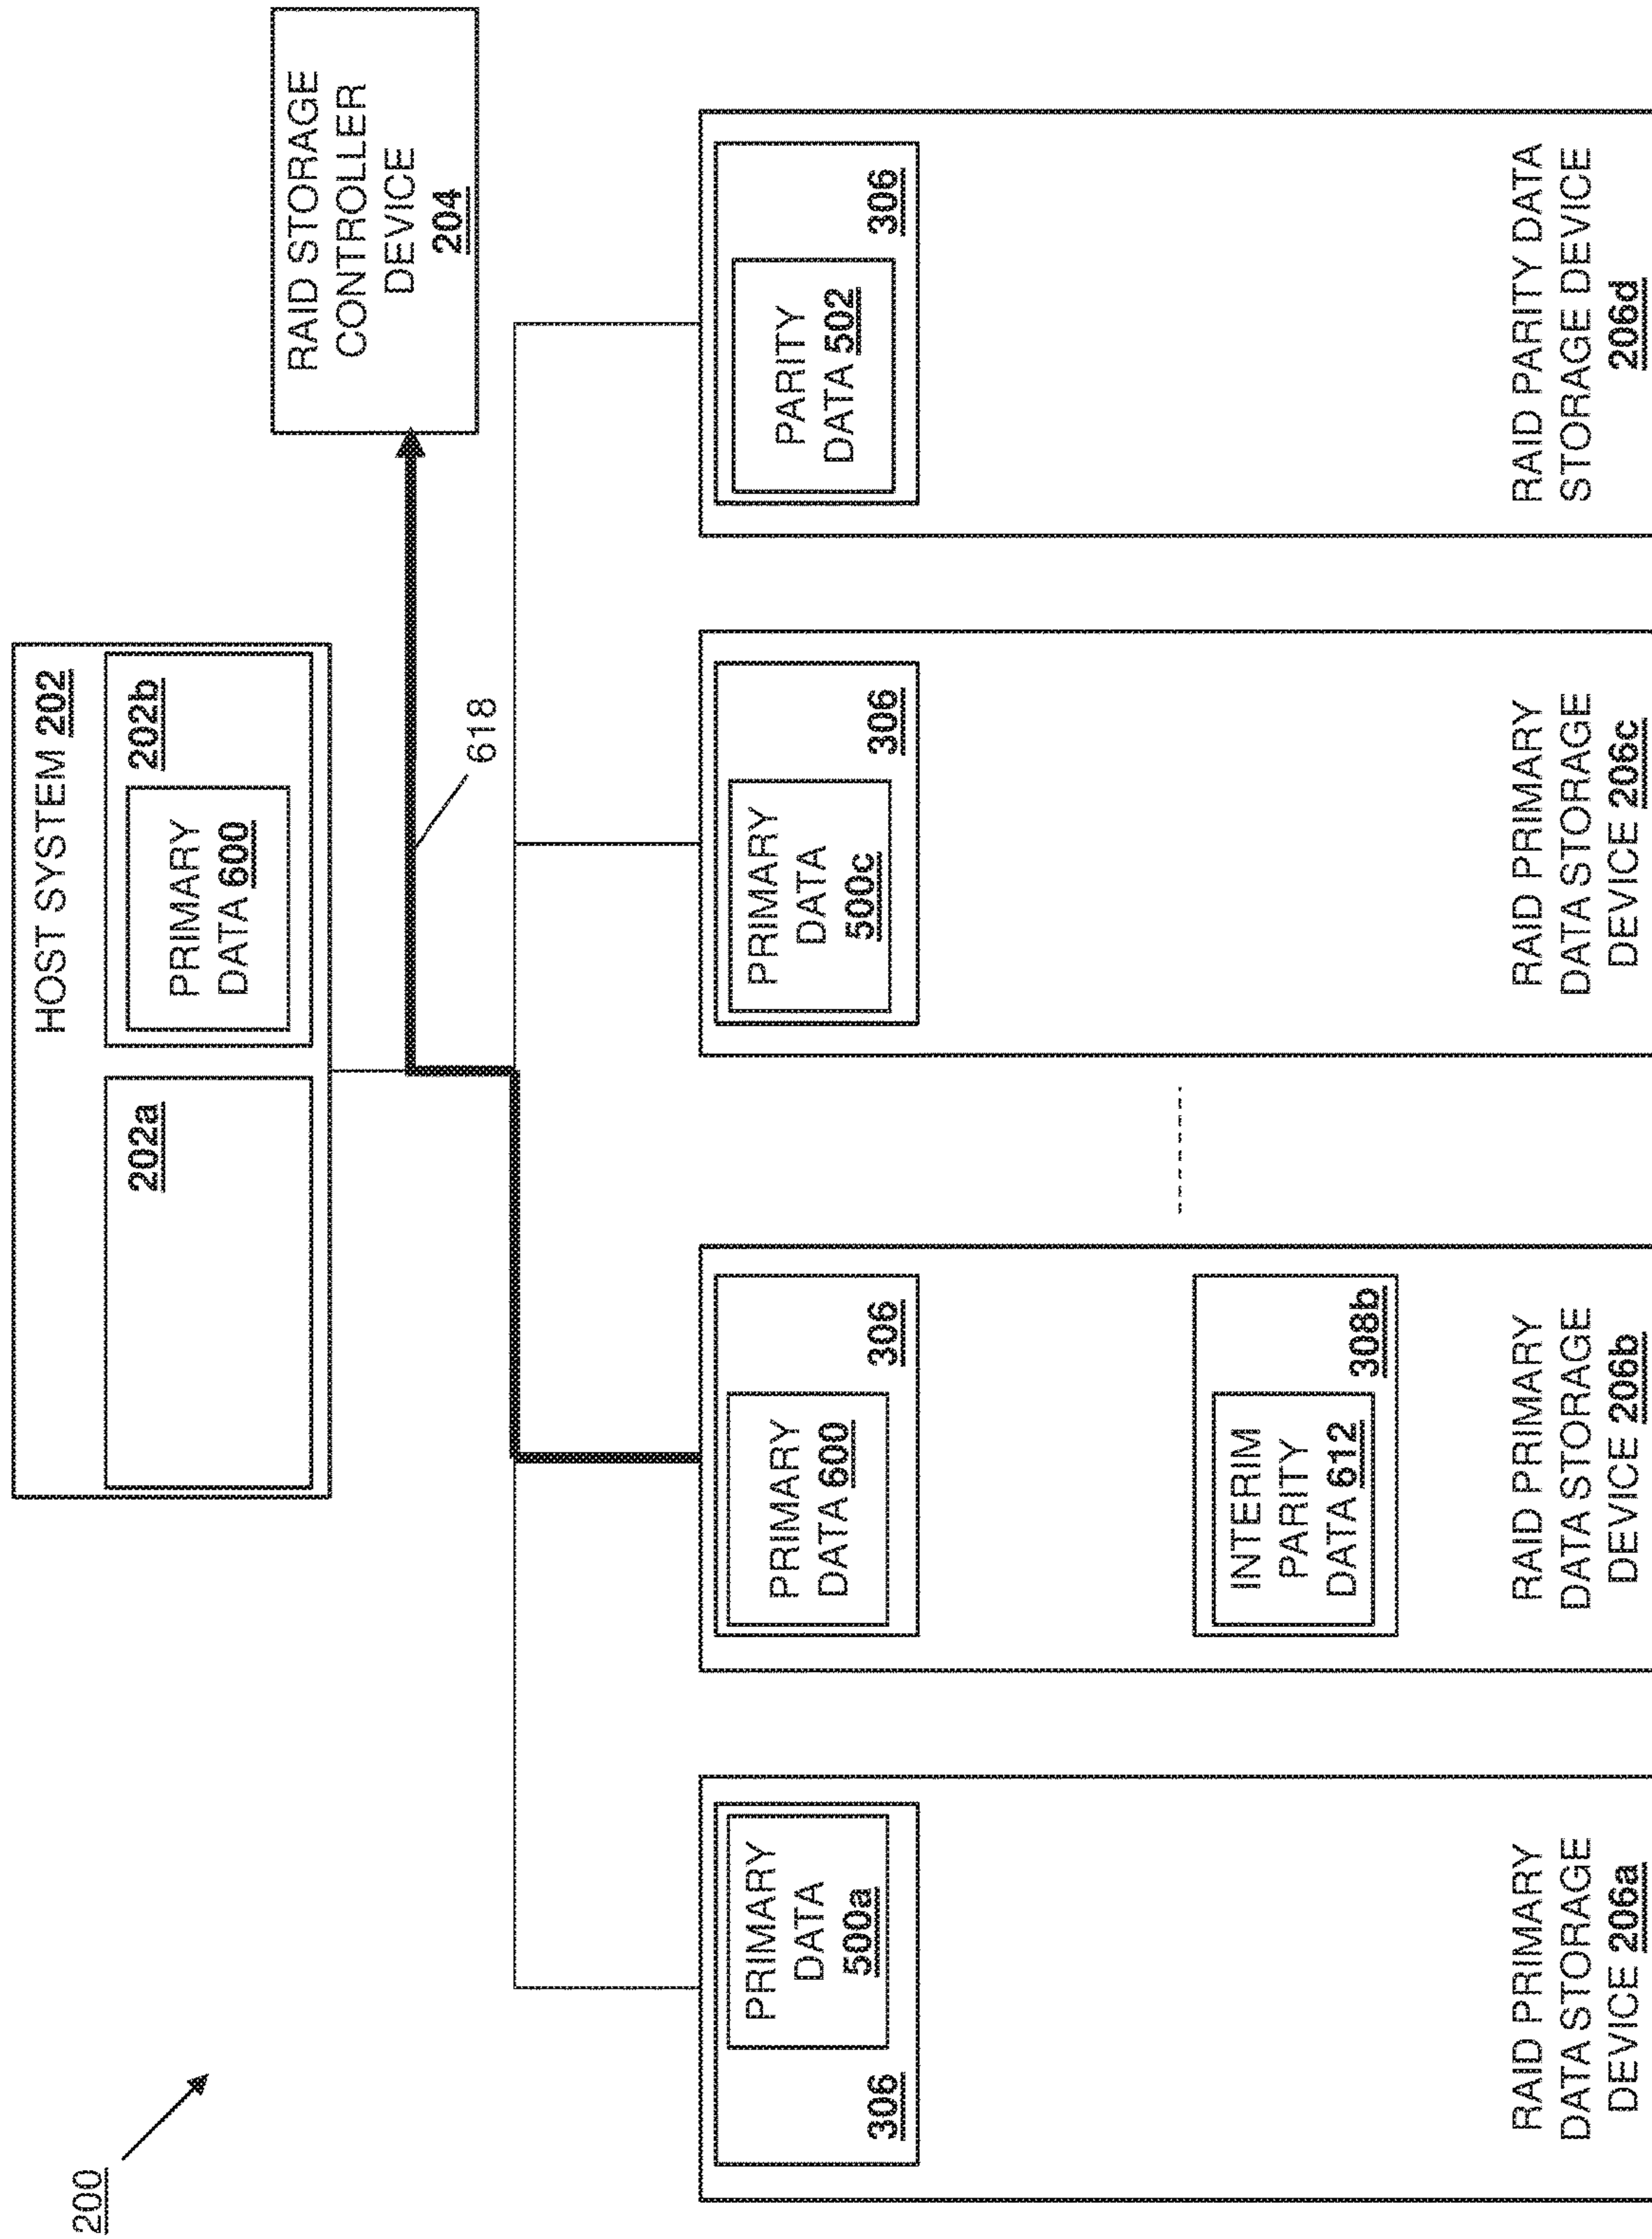 200
HOST SYSTEM 202
202a
202b
PRIMARY
DATA 600
RAID STORAGE
CONTROLLER
DEVICE
204
618
PRIMARY
DATA
500a
306
RAID PRIMARY
DATA STORAGE
DEVICE 206a
PRIMARY
DATA 600
306
INTERIM
PARITY
DATA 612
308b
RAID PRIMARY
DATA STORAGE
DEVICE 206b
PRIMARY
DATA
500c
306
RAID PRIMARY
DATA STORAGE
DEVICE 206c
PARITY
DATA 502
306
RAID PARITY DATA
STORAGE DEVICE
206d